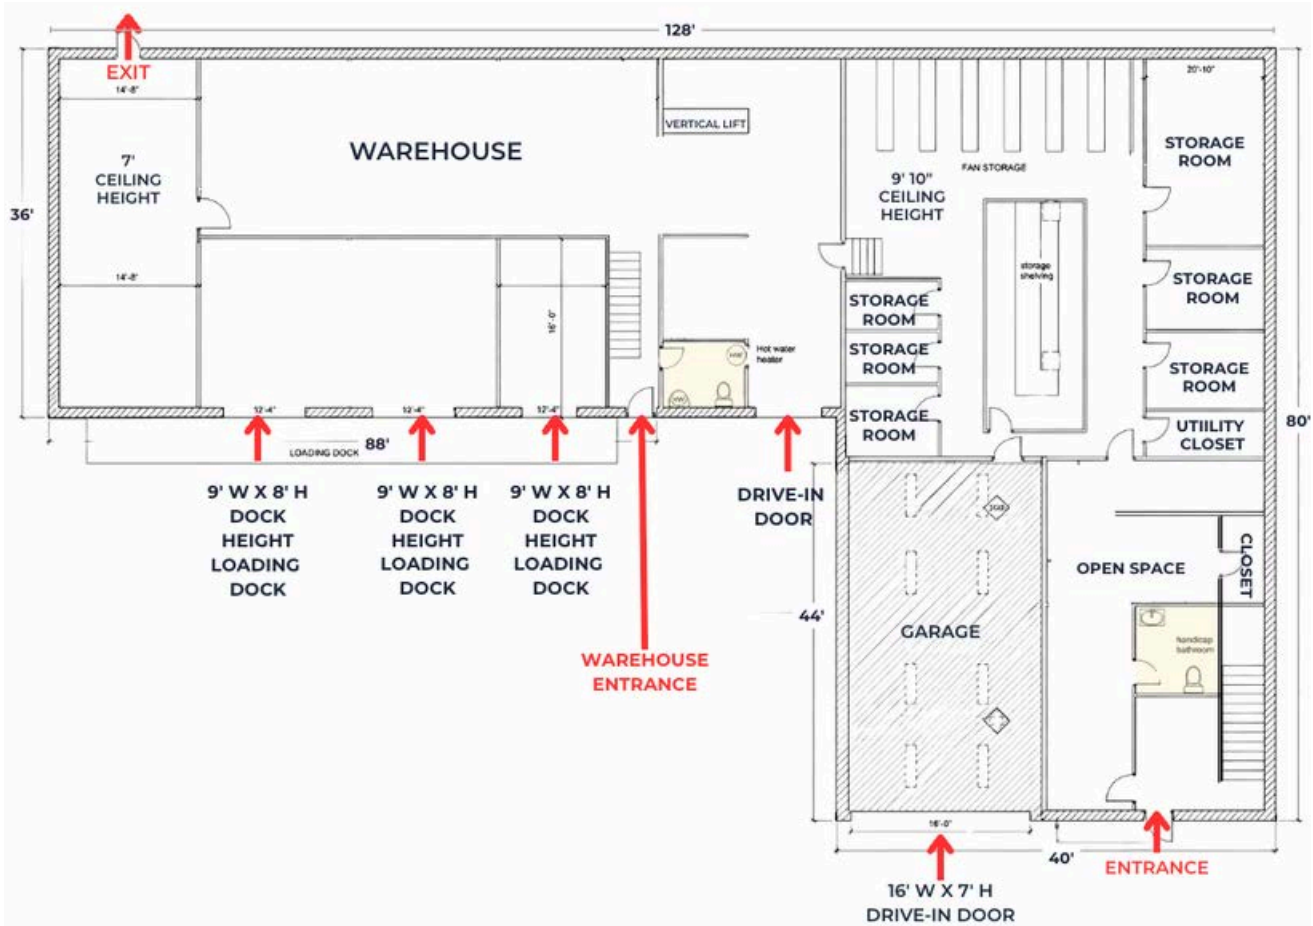 128'
EXIT
14'-8"
20'-10"
VERTICAL LIFT
WAREHOUSE
STORAGE
ROOM
7'
CEILING
HEIGHT
FAN STORAGE
9' 10"
CEILING
HEIGHT
36'
14'-8"
storage
shelving
STORAGE
ROOM
STORAGE
ROOM
16'-0"
Hot water
heater
HW
STORAGE
ROOM
STORAGE
ROOM
12'-4"
12'-4"
12'-4"
STORAGE
ROOM
UTIILITY
CLOSET
80'
88'
LOADING DOCK
9' W X 8' H
DOCK
HEIGHT
LOADING
DOCK
9' W X 8' H
DOCK
HEIGHT
LOADING
DOCK
9' W X 8' H
DOCK
HEIGHT
LOADING
DOCK
DRIVE-IN
DOOR
OPEN SPACE
CLOSET
44'
GARAGE
handicap
bathroom
WAREHOUSE
ENTRANCE
16'-0"
40'
ENTRANCE
16' W X 7' H
DRIVE-IN DOOR